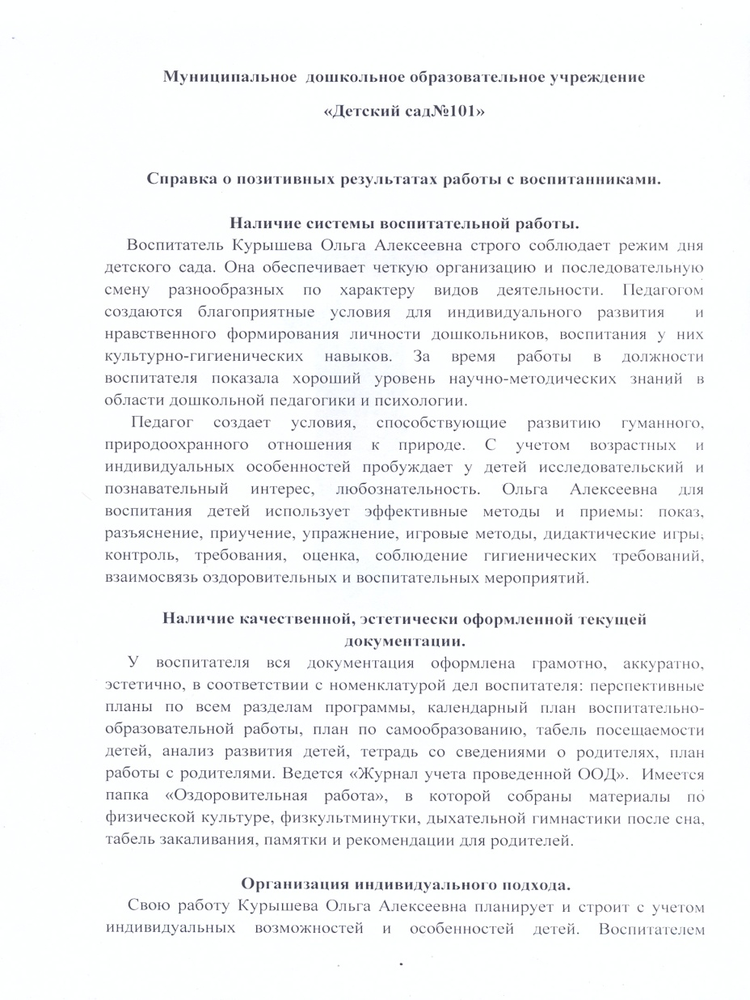 Муниципальное дошкольное образовательное учреждение
«Детский сад№101»
Справка о позитивных результатах работы с воспитанниками.
Наличие системы воспитательной работы.
Воспитатель Курышева Ольга Алексеевна строго соблюдает режим дня
детского сада. Она обеспечивает четкую организацию и последовательную
смену разнообразных по характеру видов деятельности. Педагогом
создаются благоприятные условия для индивидуального развития и
нравственного формирования личности дошкольников, воспитания у них
культурно-гигиенических навыков. За время работы в должности
воспитателя показала хороший уровень научно-методических знаний в
области дошкольной педагогики и психологии.
Педагог создает условия, способствующие развитию гуманного,
природоохранного отношения к природе. С учетом возрастных и
индивидуальных особенностей пробуждает у детей исследовательский и
познавательный интерес, любознательность. Ольга Алексеевна для
воспитания детей использует эффективные методы и приемы: показ,
разъяснение, приучение, упражнение, игровые методы, дидактические игры,
контроль, требования, оценка, соблюдение гигиенических требований,
взаимосвязь оздоровительных и воспитательных мероприятий.
Наличие качественной, эстетически оформленной текущей
документации.
У воспитателя вся документация оформлена грамотно, аккуратно,
эстетично, в соответствии с номенклатурой дел воспитателя: перспективные
планы по всем разделам программы, календарный план воспитательно-
образовательной работы, план по самообразованию, табель посещаемости
детей, анализ развития детей, тетрадь со сведениями о родителях, план
работы с родителями. Ведется «Журнал учета проведенной ООД». Имеется
папка «Оздоровительная работа», в которой собраны материалы по
физической культуре, физкультминутки, дыхательной гимнастики после сна,
табель закаливания, памятки и рекомендации для родителей.
Организация индивидуального подхода.
Свою работу Курышева Ольга Алексеевна планирует и строит с учетом
индивидуальных возможностей и особенностей детей. Воспитателем